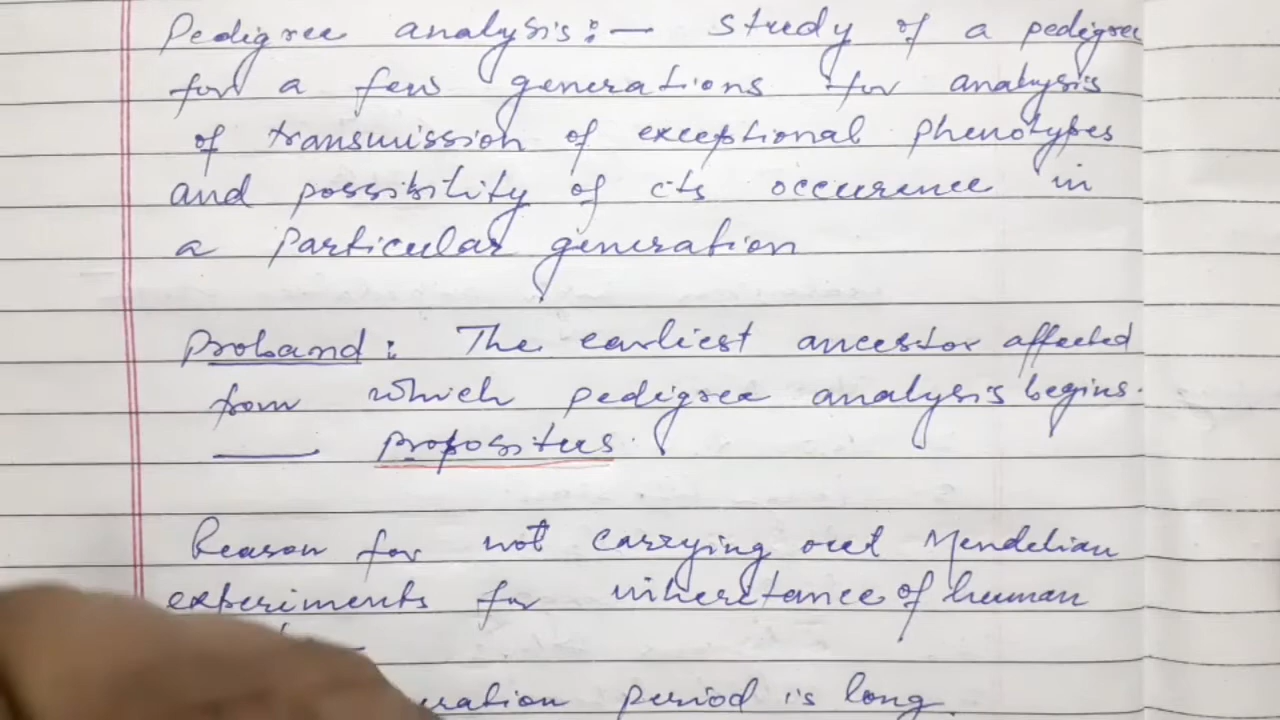 Pedigree analysis:- study of a pedigree
for a few generations for analysis
of transmission of exceptional phenotypes
and possibility of its occurence in
a particular generation
Proband: The earliest ancestor affected
from which pedigree analysis begins.
propositus.
Reason for not carrying out Mendelian
experiments for inheritance of human
period is long.